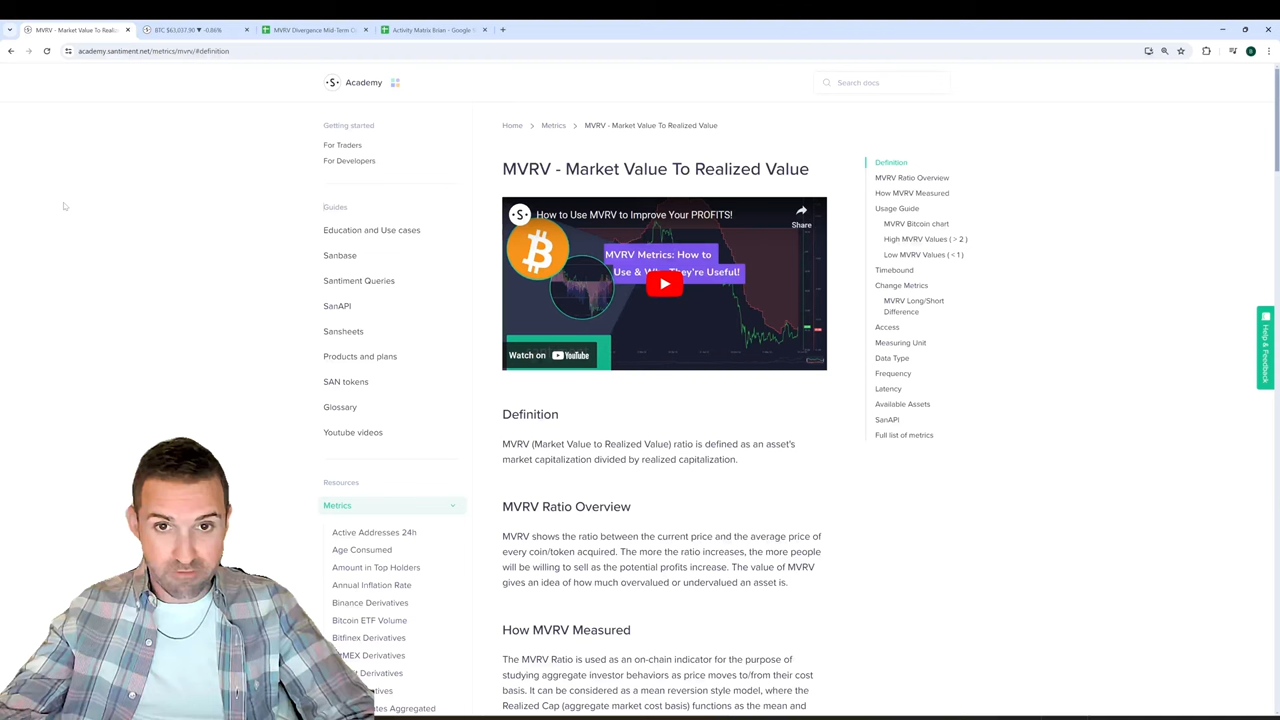 MVRV - Market Value To Realiz
BTC $63,037.90 ▼ -0.86%
MVRV Divergence Mid-Term C
Activity Matrix Brian - Google S
academy.santiment.net/metrics/mvrv/#definition
B
S
Academy
Search docs
Getting started
For Traders
For Developers
Guides
Education and Use cases
Sanbase
Santiment Queries
SanAPI
Sansheets
Products and plans
SAN tokens
Glossary
Youtube videos
Resources
Metrics
Active Addresses 24h
Age Consumed
Amount in Top Holders
Annual Inflation Rate
Binance Derivatives
Bitcoin ETF Volume
Bitfinex Derivatives
MEX Derivatives
Derivatives
Aggregated
Home > Metrics > MVRV - Market Value To Realized Value
MVRV - Market Value To Realized Value
S
How to Use MVRV to Improve Your PROFITS!
Share
MVRV Metrics: How to
Use & Why They're Useful!
Watch on YouTube
Definition
MVRV (Market Value to Realized Value) ratio is defined as an asset's
market capitalization divided by realized capitalization.
MVRV Ratio Overview
MVRV shows the ratio between the current price and the average price of
every coin/token acquired. The more the ratio increases, the more people
will be willing to sell as the potential profits increase. The value of MVRV
gives an idea of how much overvalued or undervalued an asset is.
How MVRV Measured
The MVRV Ratio is used as an on-chain indicator for the purpose of
studying aggregate investor behaviors as price moves to/from their cost
basis. It can be considered as a mean reversion style model, where the
Realized Cap (aggregate market cost basis) functions as the mean and
Definition
MVRV Ratio Overview
How MVRV Measured
Usage Guide
MVRV Bitcoin chart
High MVRV Values ( > 2 )
Low MVRV Values ( < 1 )
Timebound
Change Metrics
MVRV Long/Short
Difference
Access
Measuring Unit
Data Type
Frequency
Latency
Available Assets
SanAPI
Full list of metrics
Help & Feedback